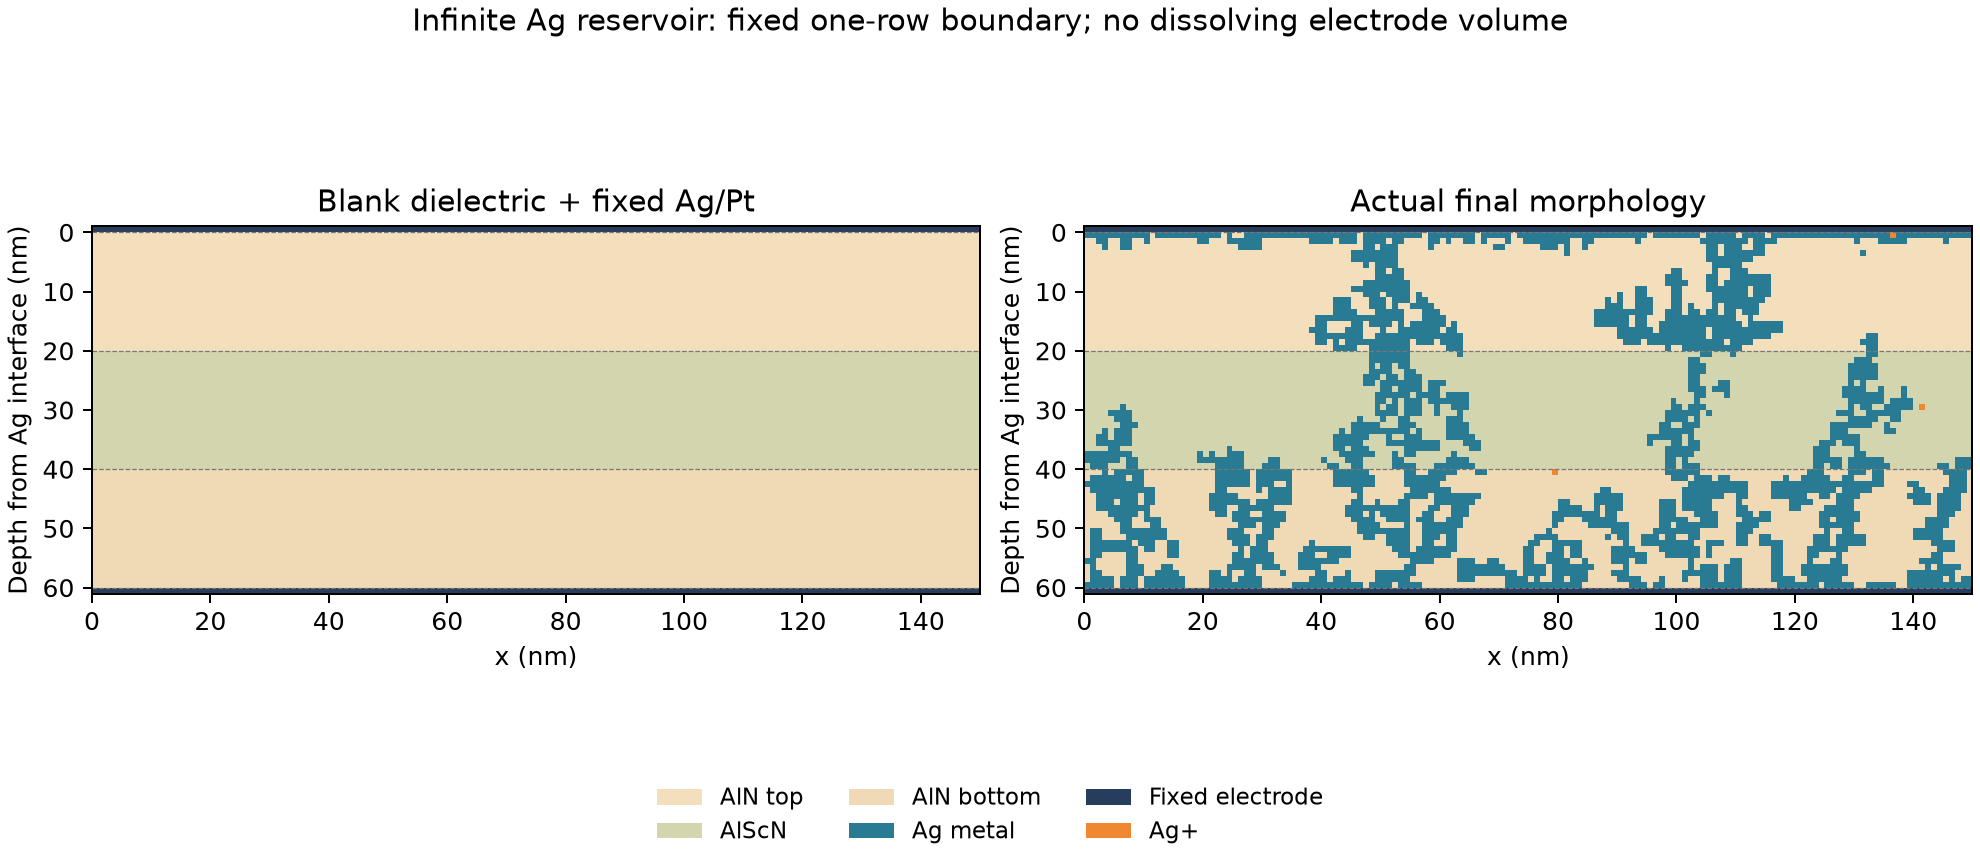 Infinite Ag reservoir: fixed one-row boundary; no dissolving electrode volume
Blank dielectric + fixed Ag/Pt
Depth from Ag interface (nm)
0
10
20
30
40
50
60
0 20 40 60 80 100 120 140
x (nm)
Actual final morphology
Depth from Ag interface (nm)
0
10
20
30
40
50
60
0 20 40 60 80 100 120 140
x (nm)
AlN top AlN bottom Fixed electrode
AlScN Ag metal Ag+